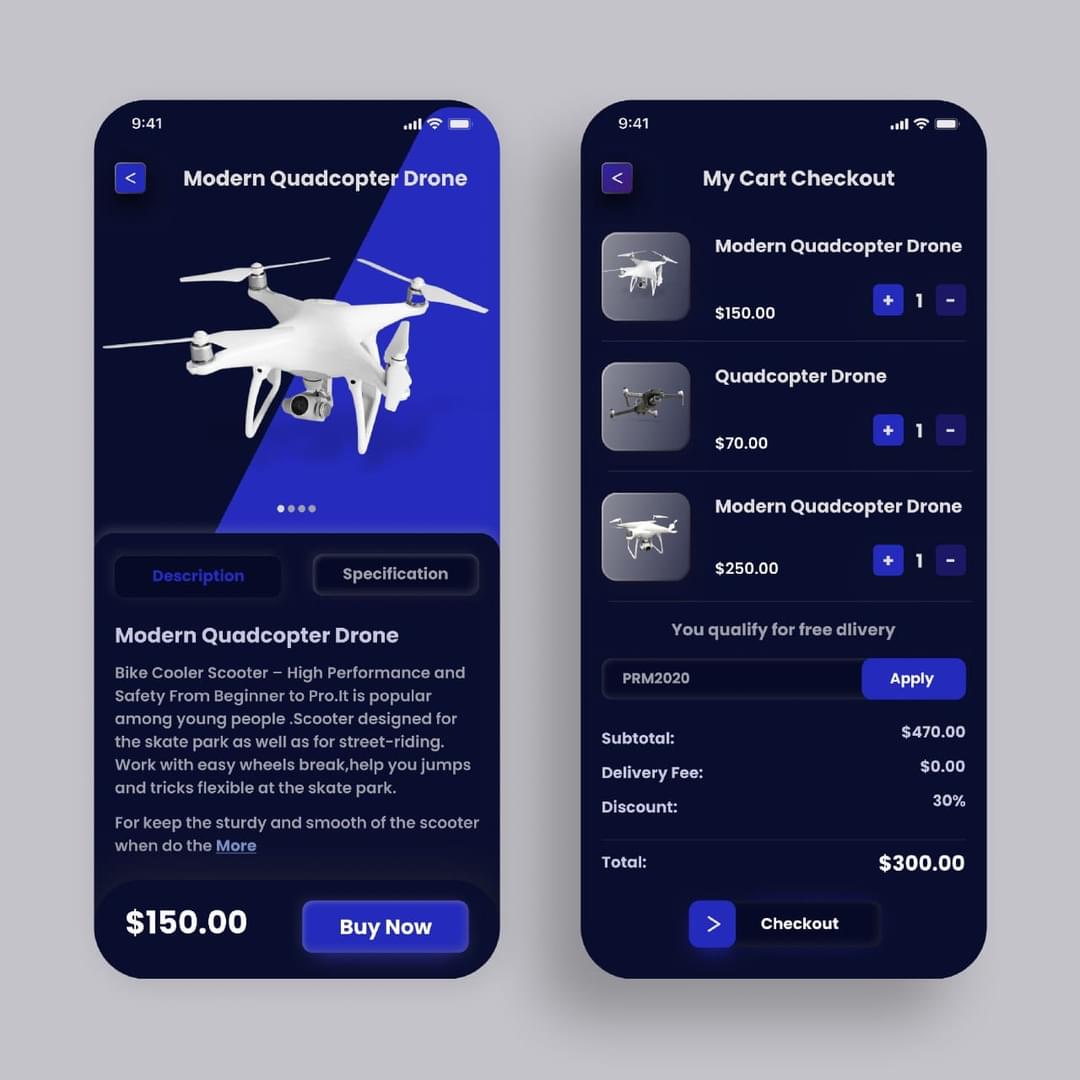 9:41
<
Modern Quadcopter Drone
Description
Specification
Modern Quadcopter Drone
Bike Cooler Scooter – High Performance and
Safety From Beginner to Pro.It is popular
among young people .Scooter designed for
the skate park as well as for street-riding.
Work with easy wheels break,help you jumps
and tricks flexible at the skate park.
For keep the sturdy and smooth of the scooter
when do the More
$150.00
Buy Now
9:41
<
My Cart Checkout
Modern Quadcopter Drone
$150.00
+ 1 -
Quadcopter Drone
$70.00
+ 1 -
Modern Quadcopter Drone
$250.00
+ 1 -
You qualify for free dlivery
PRM2020
Apply
Subtotal: $470.00
Delivery Fee: $0.00
Discount: 30%
Total: $300.00
> Checkout